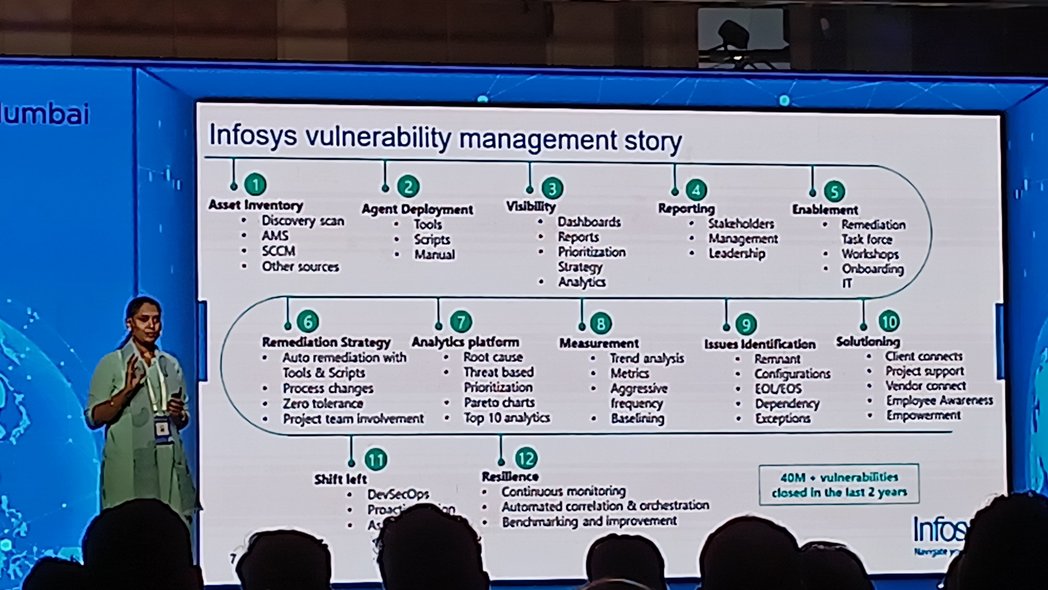 umbai
Infosys vulnerability management story
1
Asset Inventory
• Discovery scan
• AMS
• SCCM
• Other sources
2
Agent Deployment
• Tools
• Scripts
• Manual
3
Visibility
• Dashboards
• Reports
• Prioritization
Strategy
• Analytics
4
Reporting
• Stakeholders
• Management
• Leadership
5
Enablement
• Remediation
Task force
• Workshops
• Onboarding
IT
6
Remediation Strategy
• Auto remediation with
Tools & Scripts
• Process changes
• Zero tolerance
• Project team involvement
7
Analytics platform
• Root cause
• Threat based
Prioritization
• Pareto charts
• Top 10 analytics
8
Measurement
• Trend analysis
• Metrics
• Aggressive
frequency
• Baselining
9
Issues Identification
• Remnant
• Configurations
• EOL/EOS
• Dependency
• Exceptions
10
Solutioning
• Client connects
• Project support
• Vendor connect
• Employee Awareness
• Empowerment
11
Shift left
• DevSecOps
12
Resilience
• Continuous monitoring
• Automated correlation & orchestration
• Benchmarking and improvement
40M + vulnerabilities
closed in the last 2 years
Infos
Navigate
7